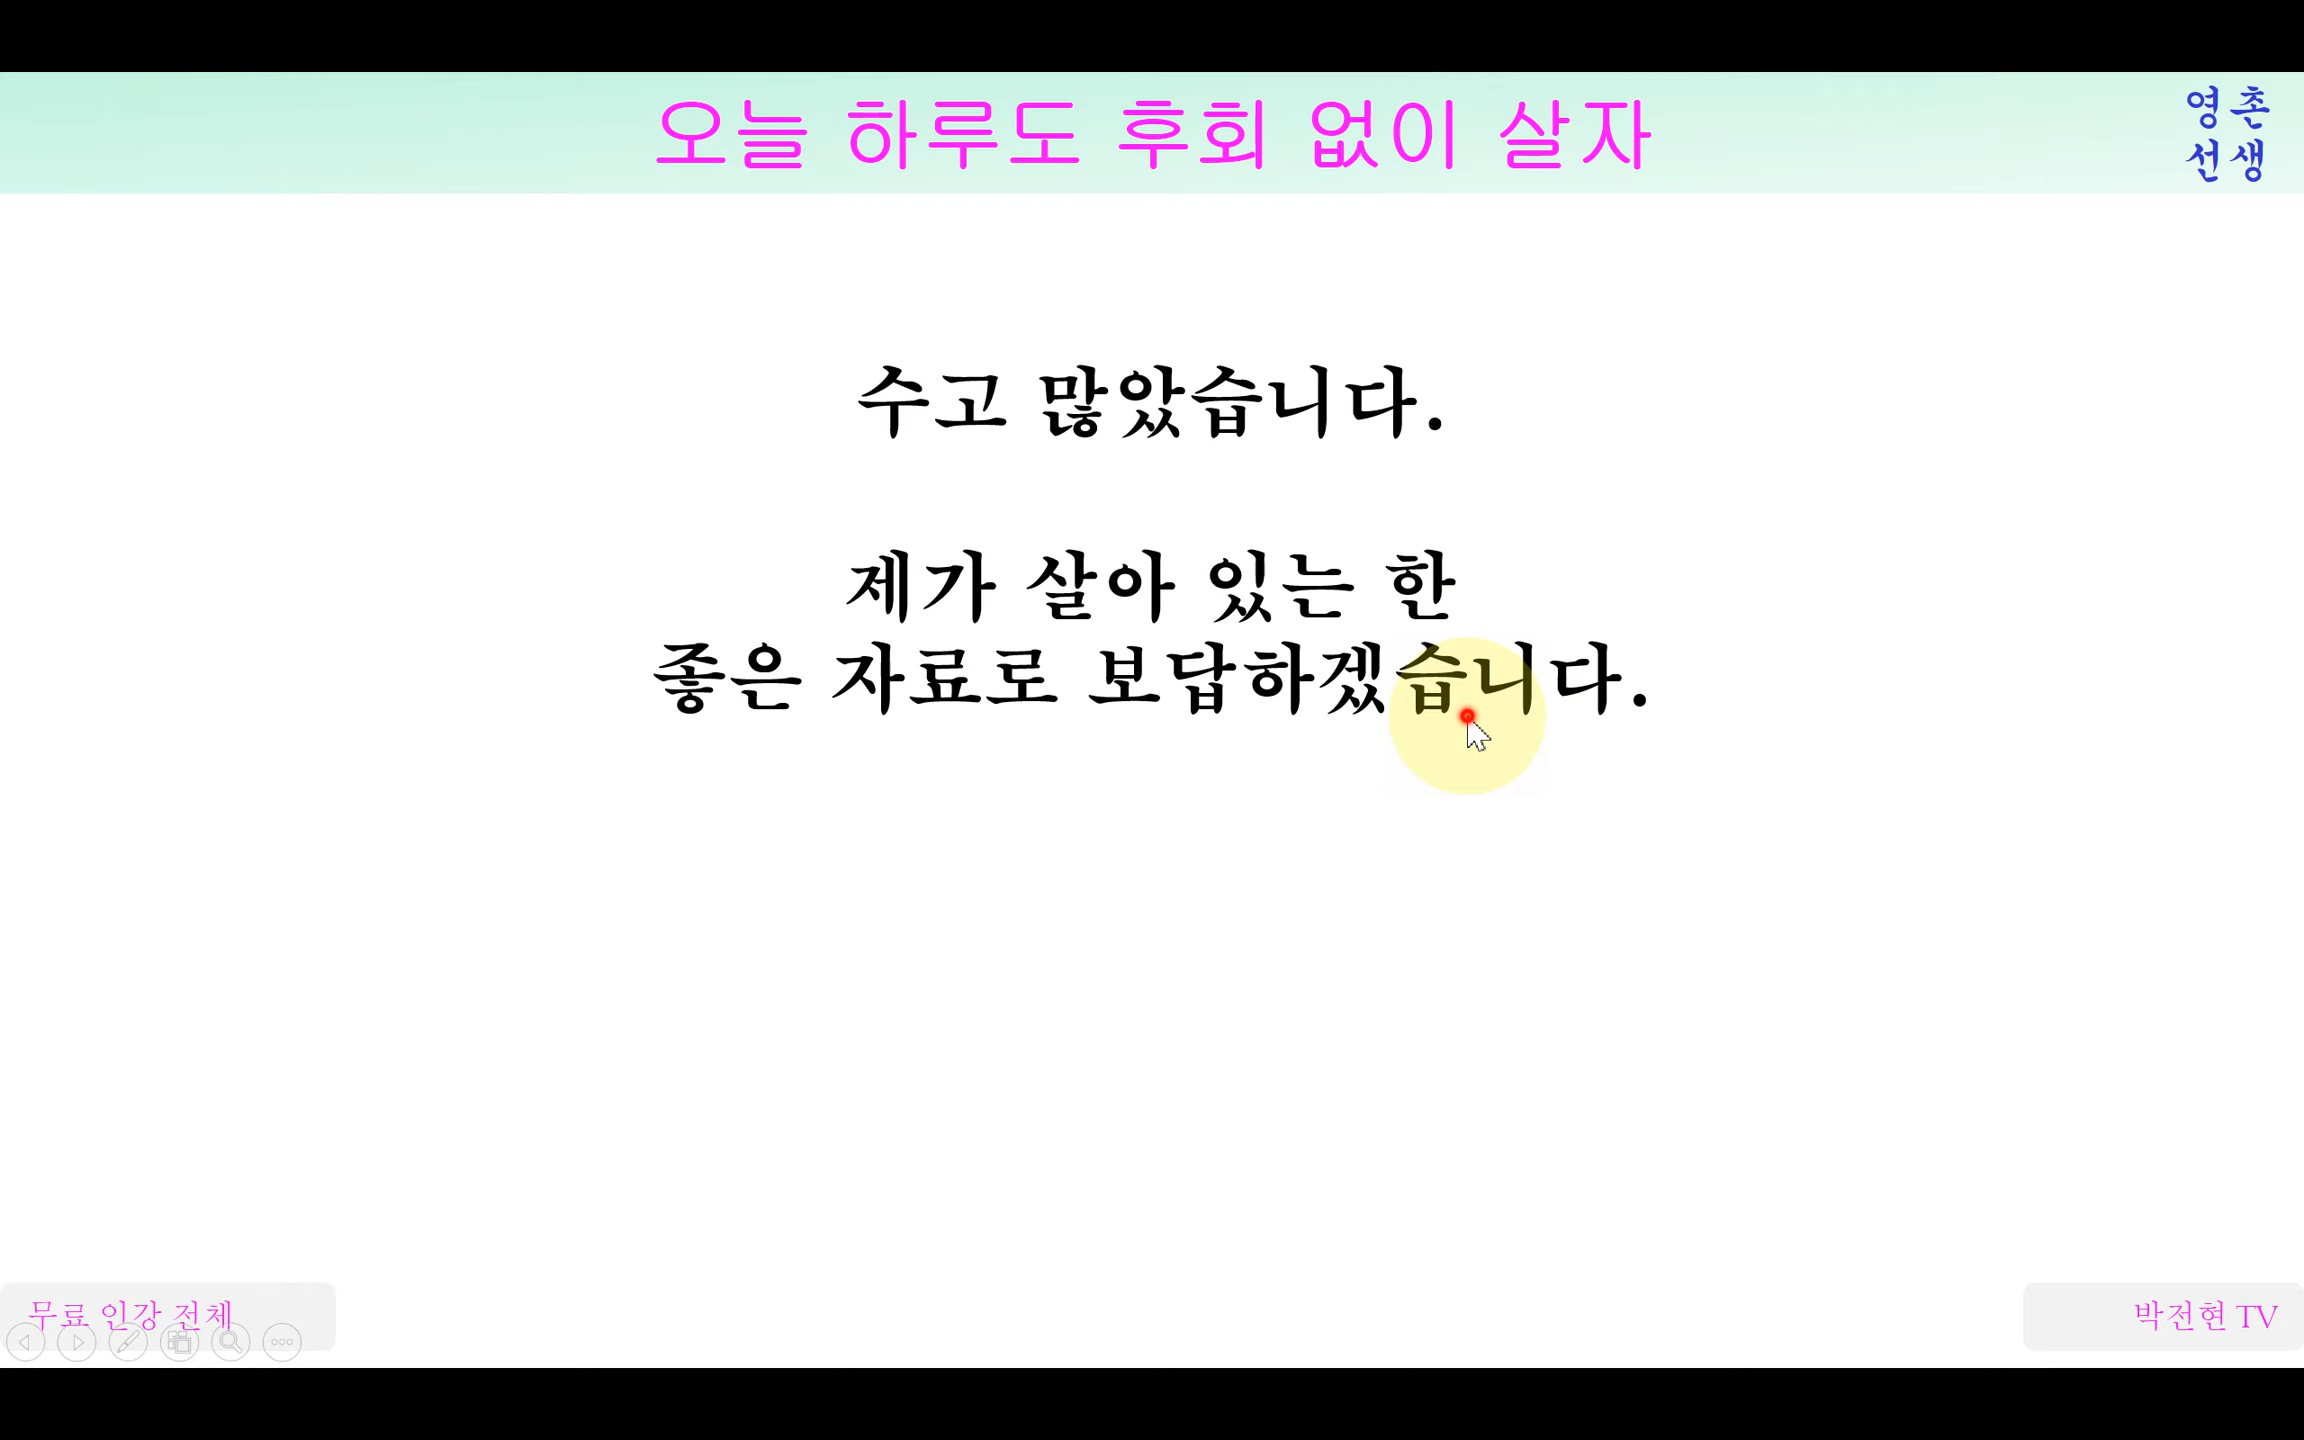 오늘 하루도 후회 없이 살자
영촌
선생
수고 많았습니다.
제가 살아 있는 한
좋은 자료로 보답하겠습니다.
무료 인강 전체
박전현 TV